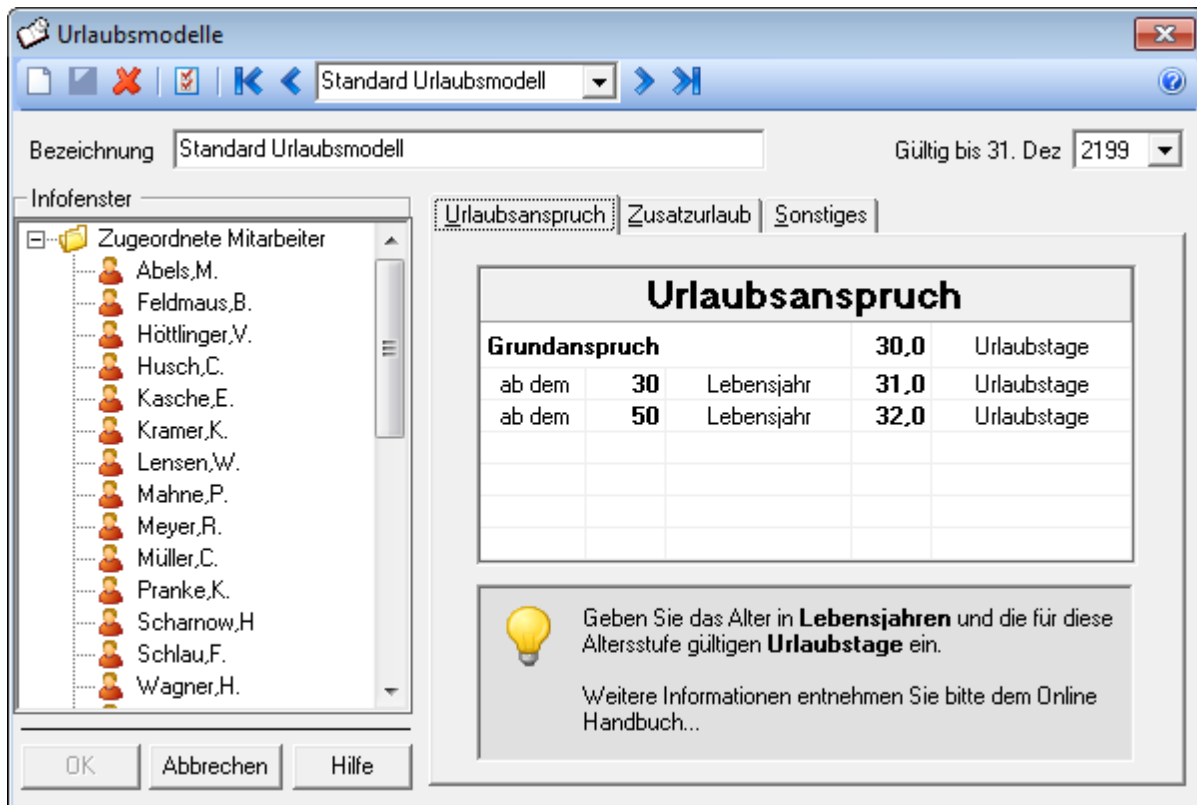 Urlaubsmodelle
Standard Urlaubsmodell
Bezeichnung Standard Urlaubsmodell Gültig bis 31. Dez 2199
Infofenster
Zugeordnete Mitarbeiter
Abels,M.
Feldmaus,B.
Höttlinger,V.
Husch,C.
Kasche,E.
Kramer,K.
Lensen,W.
Mahne,P.
Meyer,R.
Müller,C.
Pranke,K.
Scharnow,H
Schlau,F.
Wagner,H.
OK Abbrechen Hilfe
Urlaubsanspruch Zusatzurlaub Sonstiges
Urlaubsanspruch
Grundanspruch 30,0 Urlaubstage
ab dem 30 Lebensjahr 31,0 Urlaubstage
ab dem 50 Lebensjahr 32,0 Urlaubstage
Geben Sie das Alter in Lebensjahren und die für diese
Altersstufe gültigen Urlaubstage ein.
Weitere Informationen entnehmen Sie bitte dem Online
Handbuch...